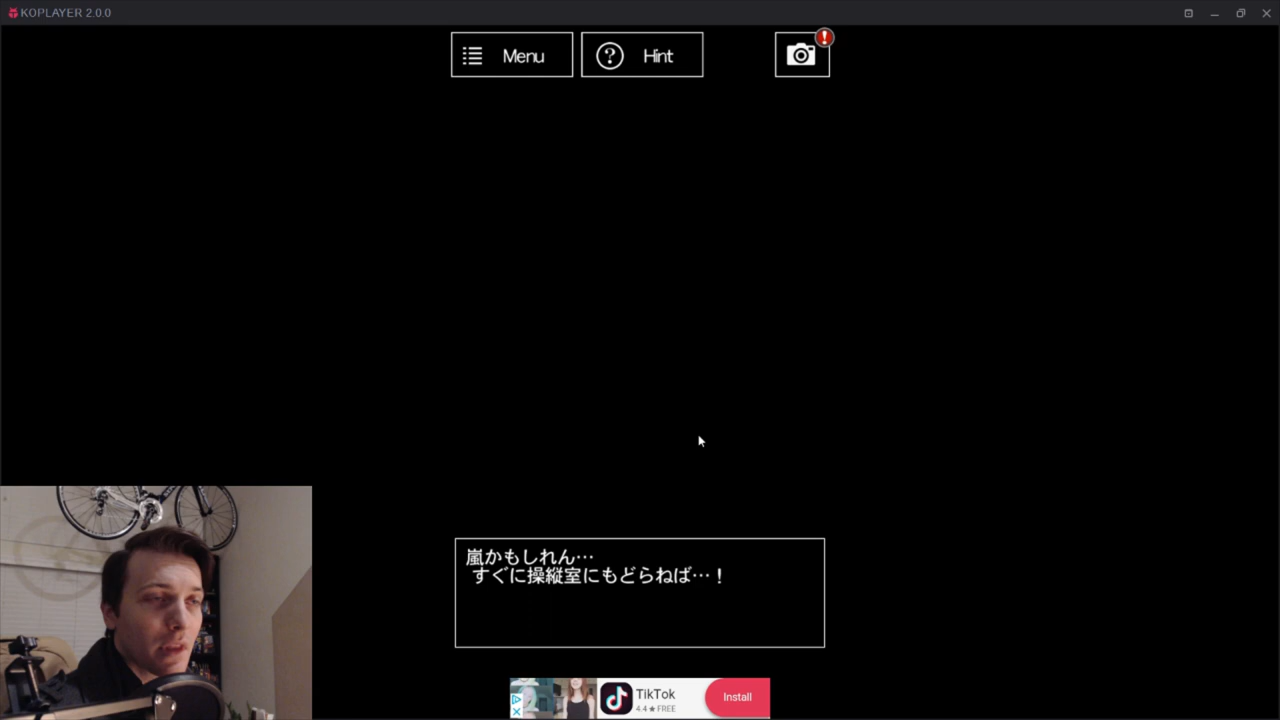 KOPLAYER 2.0.0
Menu
Hint
嵐かもしれん…
すぐに操縦室にもどらねば…！
TikTok
4.4 ★ FREE
Install